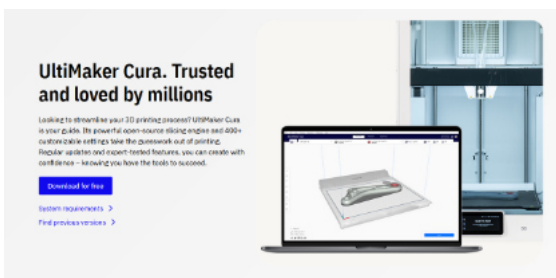 UltiMaker Cura. Trusted
and loved by millions
Looking to streamline your 3D printing process? UltiMaker Cura
is your guide. Its powerful open-source slicing engine and 400+
customizable settings take the guesswork out of printing.
Regular updates and expert-tested features, you can create with
confidence – knowing you have the tools to succeed.
Download for free
System requirements >
Find previous versions >